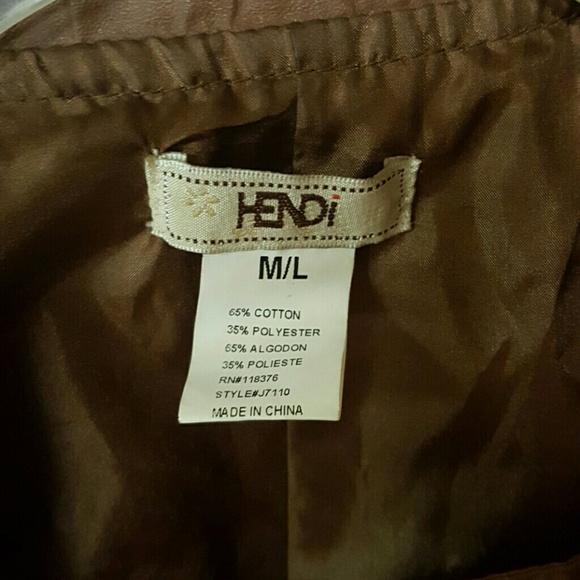 HENDi
M/L
65% COTTON
35% POLYESTER
65% ALGODON
35% POLIESTE
RN#118376
STYLE#J7110
MADE IN CHINA